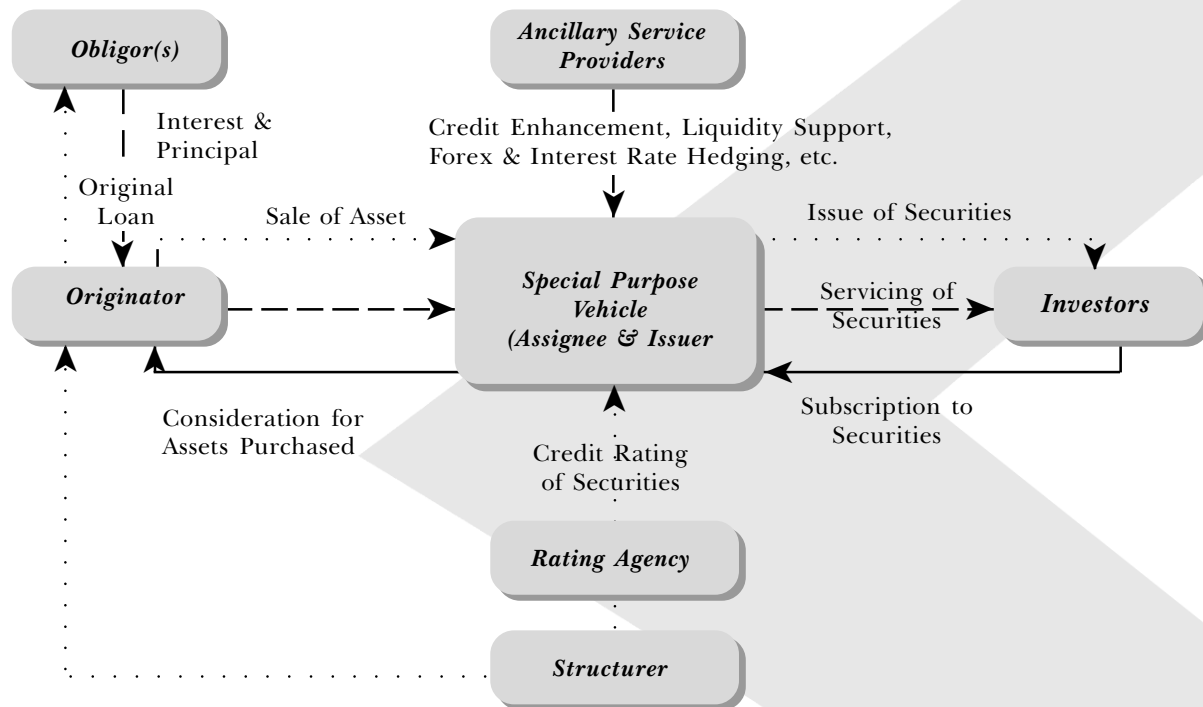 Obligor(s)
Ancillary Service
Providers
Interest &
Principal
Credit Enhancement, Liquidity Support,
Forex & Interest Rate Hedging, etc.
Original
Loan
Sale of Asset
Issue of Securities
Originator
Special Purpose
Vehicle
(Assignee & Issuer
Servicing of
Securities
Investors
Consideration for
Assets Purchased
Subscription to
Securities
Credit Rating
of Securities
Rating Agency
Structurer